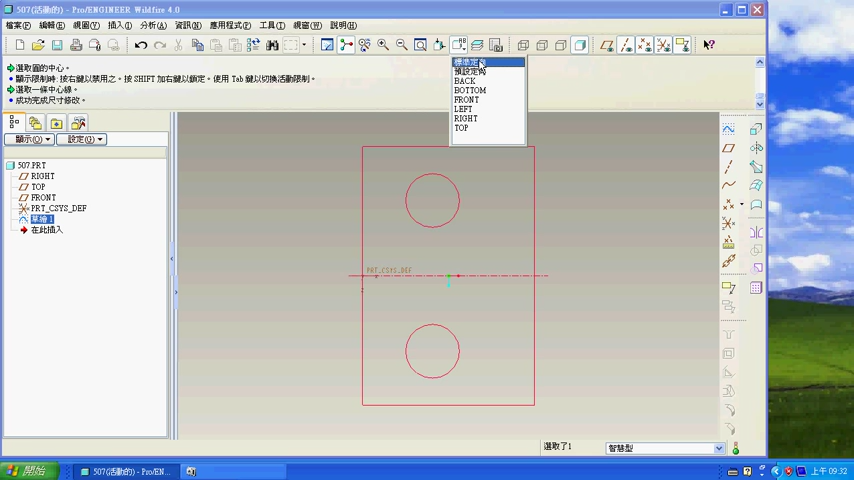 507(活動的) - Pro/ENGINEER Wildfire 4.0
檔案(F) 編輯(E) 視圖(V) 插入(I) 分析(A) 資訊(N) 應用程式(P) 工具(T) 視窗(W) 說明(H)
選取圓的中心。
顯示限制時: 按右鍵以禁用之。按 SHIFT 加右鍵以鎖定。使用 Tab 鍵以切換活動限制。
選取一條中心線。
成功完成尺寸修改。
標準定向
預設定向
BACK
BOTTOM
FRONT
LEFT
RIGHT
TOP
顯示(O) 設定(G)
507.PRT
RIGHT
TOP
FRONT
PRT_CSYS_DEF
草繪 1
在此插入
PRT_CSYS_DEF
選取了1
智慧型
開始
507(活動的) - Pro/EN...
上午 09:32